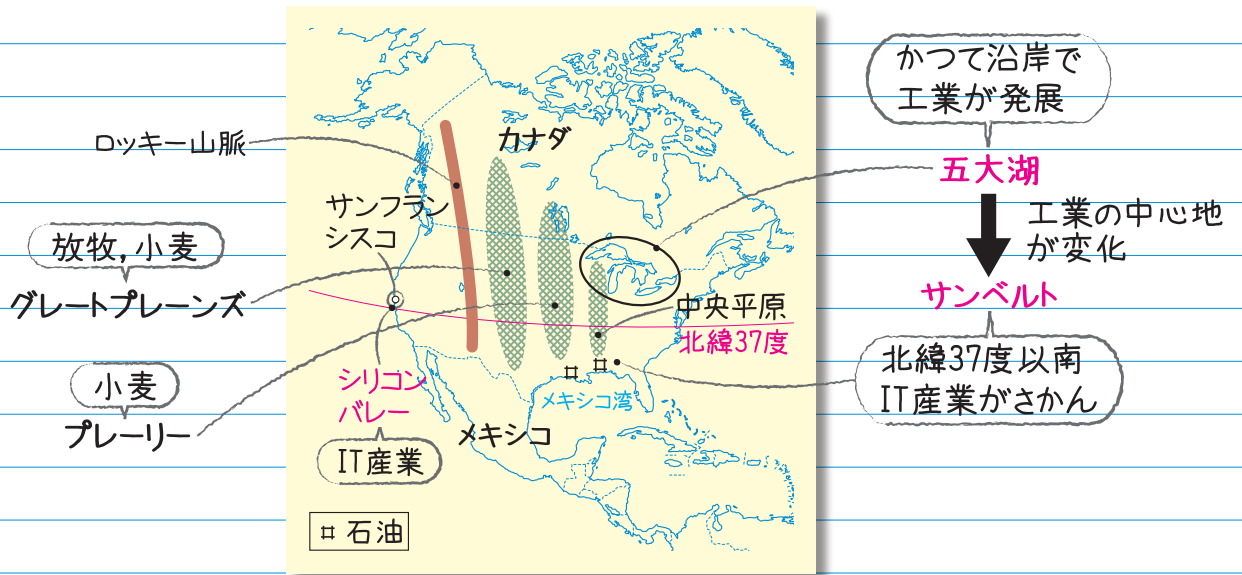 ロッキー山脈
サンフラン
シスコ
放牧,小麦
グレートプレーンズ
小麦
プレーリー
カナダ
中央平原
北緯37度
シリコン
バレー
IT産業
メキシコ湾
メキシコ
石油
かつて沿岸で
工業が発展
五大湖
工業の中心地
が変化
サンベルト
北緯37度以南
IT産業がさかん